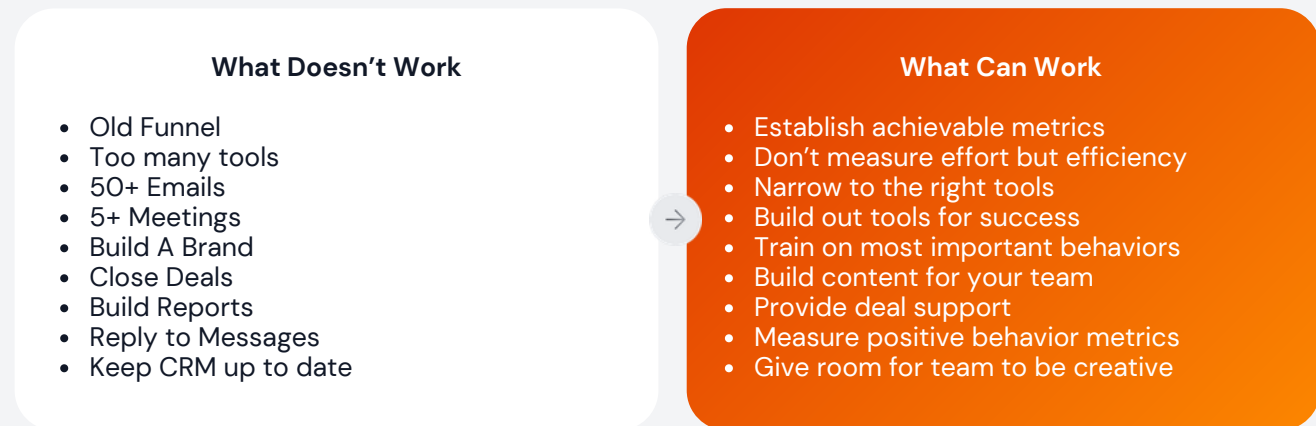 What Doesn’t Work
• Old Funnel
• Too many tools
• 50+ Emails
• 5+ Meetings
• Build A Brand
• Close Deals
• Build Reports
• Reply to Messages
• Keep CRM up to date
What Can Work
• Establish achievable metrics
• Don’t measure effort but efficiency
• Narrow to the right tools
• Build out tools for success
• Train on most important behaviors
• Build content for your team
• Provide deal support
• Measure positive behavior metrics
• Give room for team to be creative